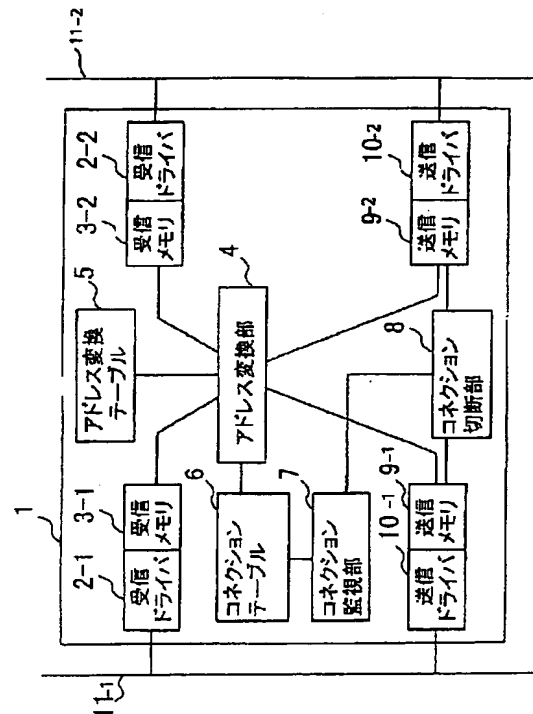 1
11-1
2-1
受信
ドライバ
3-1
受信
メモリ
5
アドレス変換
テーブル
3-2
受信
メモリ
2-2
受信
ドライバ
11-2
4
アドレス変換部
6
コネクション
テーブル
7
コネクション
監視部
10-1
送信
ドライバ
9-1
送信
メモリ
8
コネクション
切断部
9-2
送信
メモリ
10-2
送信
ドライバ